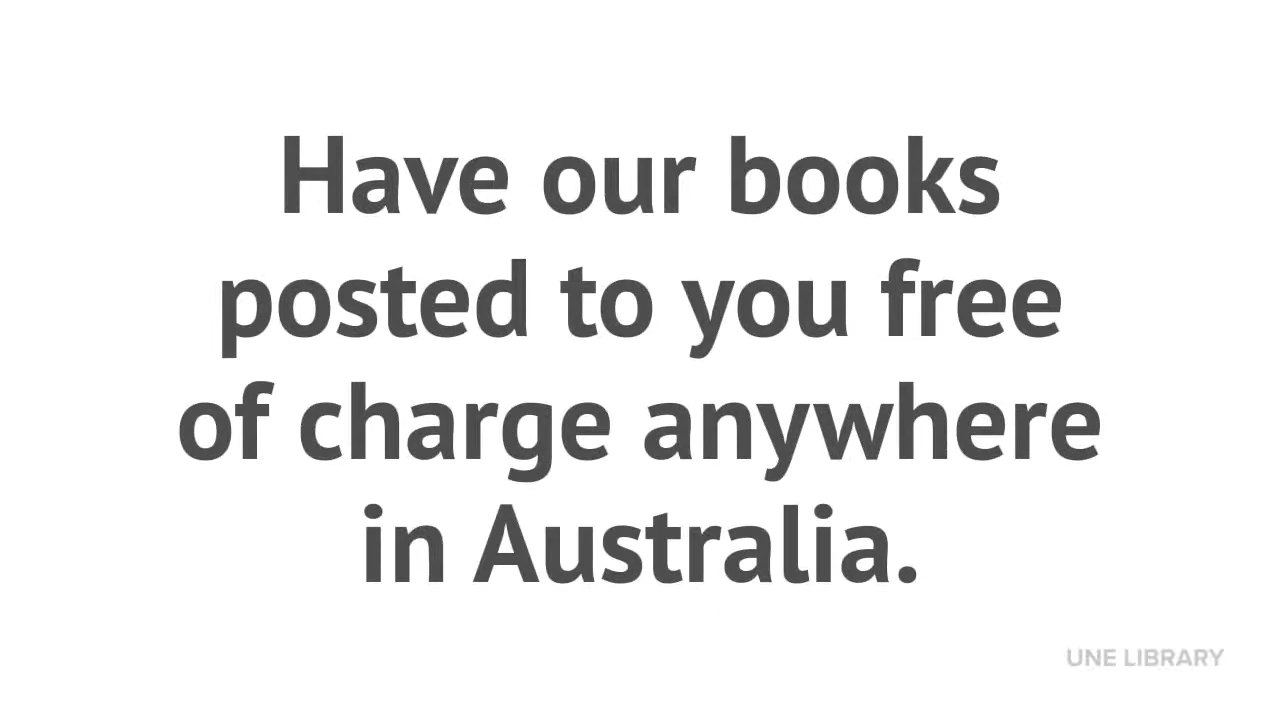 Have our books
posted to you free
of charge anywhere
in Australia.
UNE LIBRARY